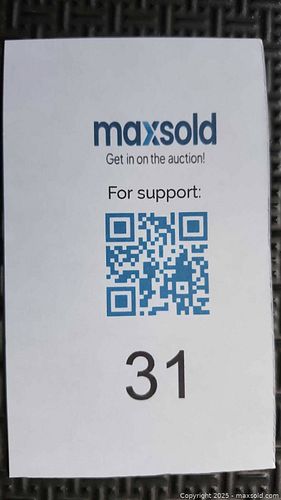 maxsold
Get in on the auction!
For support:
31
Copyright 2025 - maxsold.com